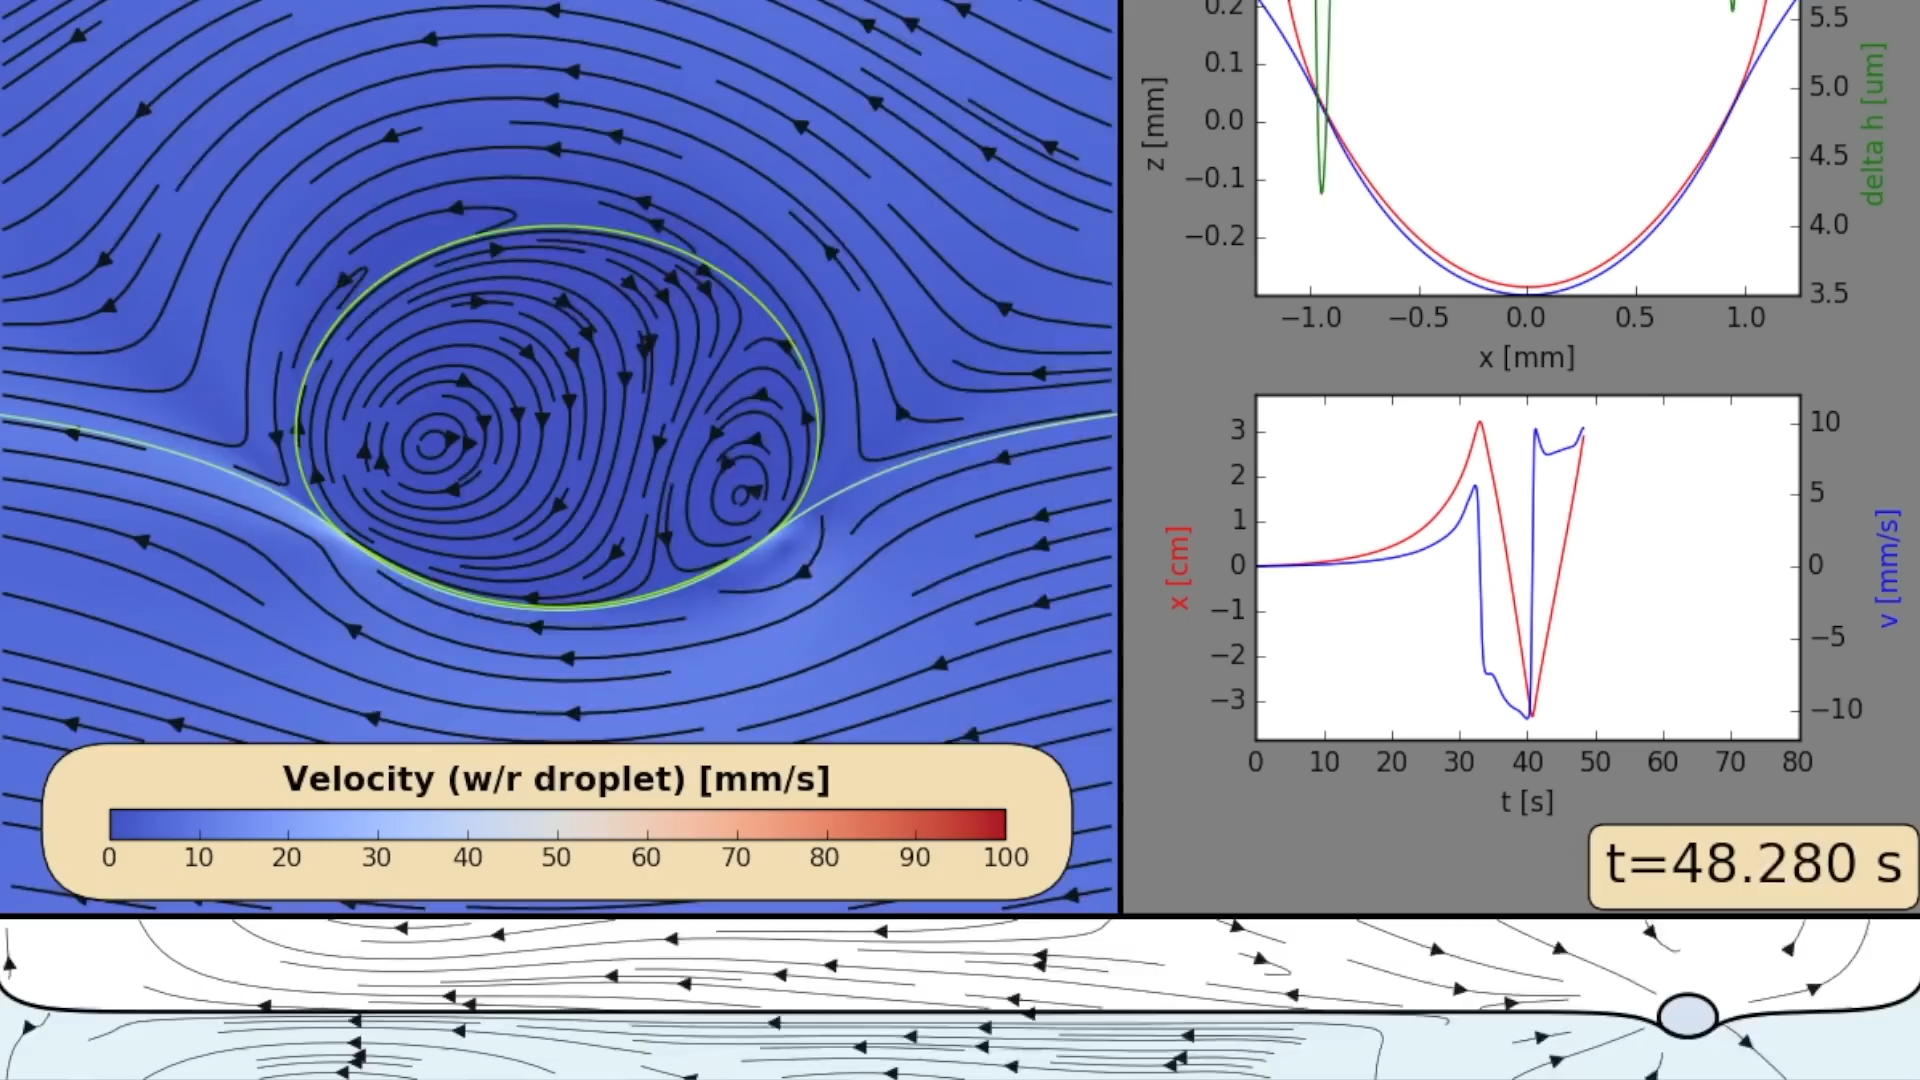 Velocity (w/r droplet) [mm/s]
0 10 20 30 40 50 60 70 80 90 100
0.2
0.1
0.0
−0.1
−0.2
z [mm]
5.5
5.0
4.5
4.0
3.5
delta h [um]
−1.0 −0.5 0.0 0.5 1.0
x [mm]
3
2
1
0
−1
−2
−3
x [cm]
10
5
0
−5
−10
v [mm/s]
0 10 20 30 40 50 60 70 80
t [s]
t=48.280 s